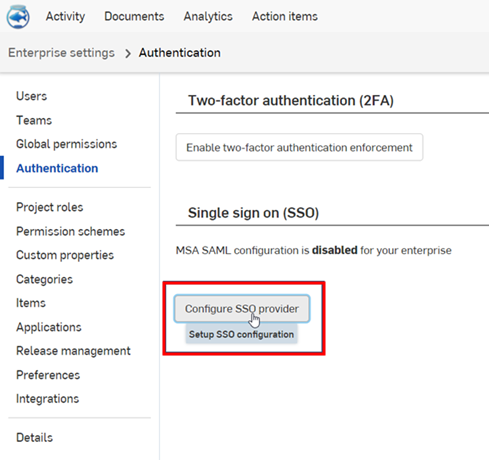 Activity Documents Analytics Action items
Enterprise settings > Authentication
Users
Teams
Global permissions
Authentication
Project roles
Permission schemes
Custom properties
Categories
Items
Applications
Release management
Preferences
Integrations
Details
Two-factor authentication (2FA)
Enable two-factor authentication enforcement
Single sign on (SSO)
MSA SAML configuration is disabled for your enterprise
Configure SSO provider
Setup SSO configuration